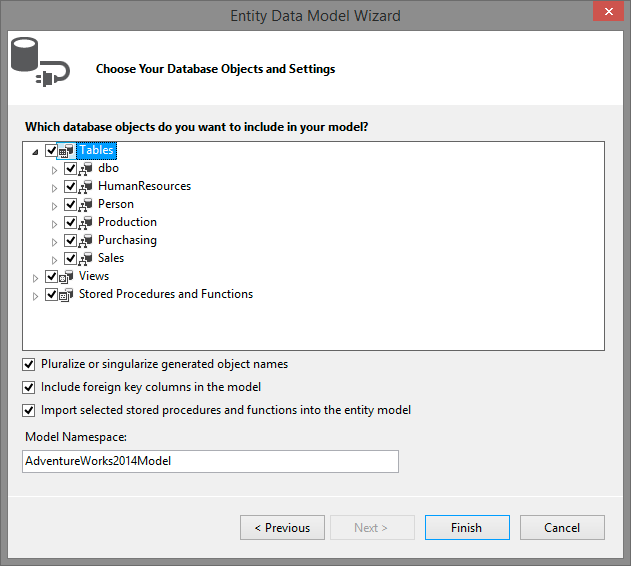 Entity Data Model Wizard
Choose Your Database Objects and Settings
Which database objects do you want to include in your model?
Tables
dbo
HumanResources
Person
Production
Purchasing
Sales
Views
Stored Procedures and Functions
Pluralize or singularize generated object names
Include foreign key columns in the model
Import selected stored procedures and functions into the entity model
Model Namespace:
AdventureWorks2014Model
< Previous Next > Finish Cancel